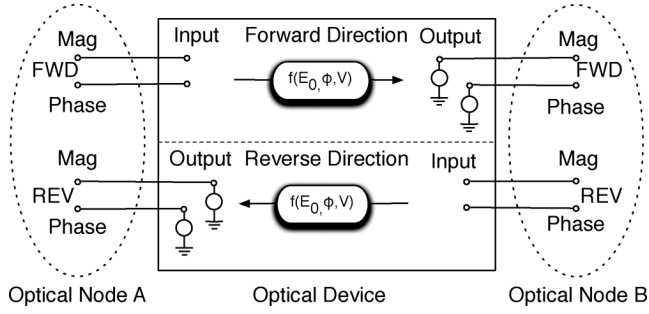 Mag
FWD
Phase
Input
Forward Direction
f(E0,ϕ,V)
Output
Mag
FWD
Phase
Mag
REV
Phase
Output
Reverse Direction
f(E0,ϕ,V)
Input
Mag
REV
Phase
Optical Node A
Optical Device
Optical Node B